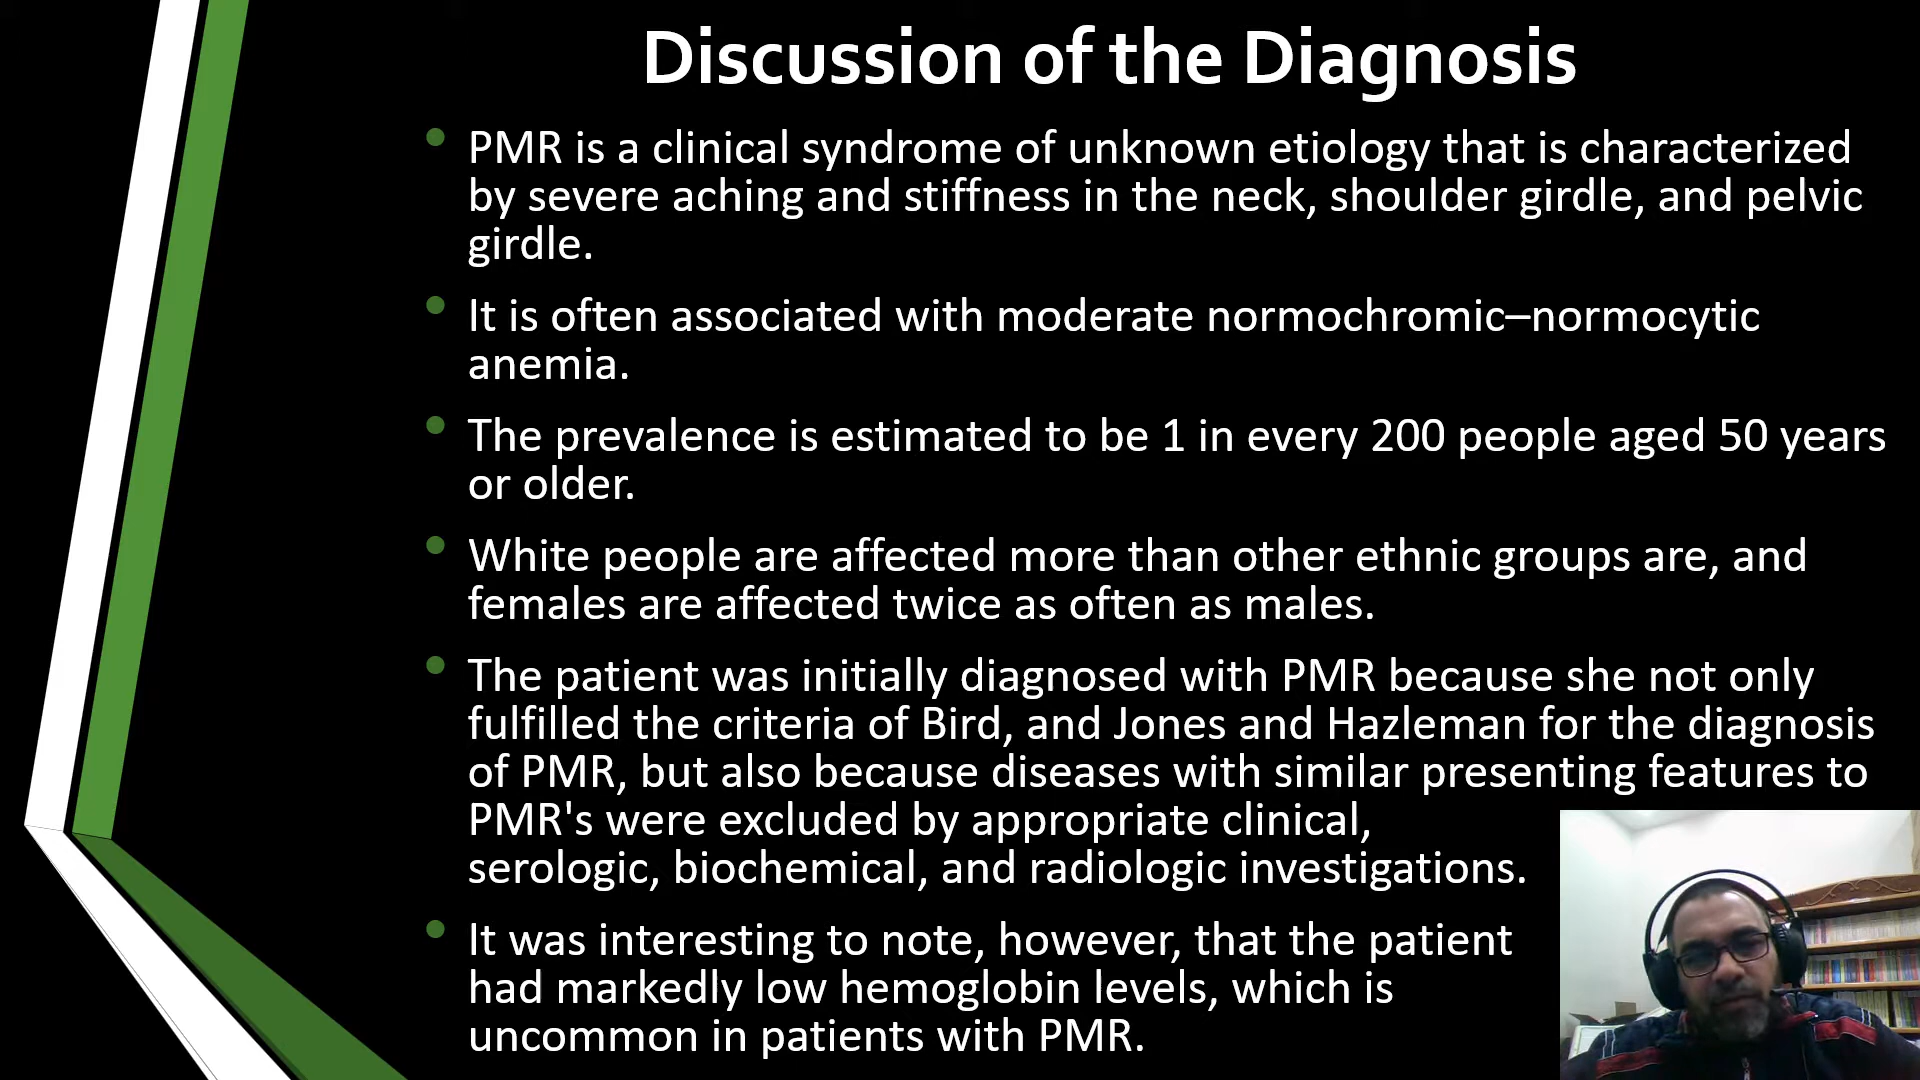 Discussion of the Diagnosis
PMR is a clinical syndrome of unknown etiology that is characterized
by severe aching and stiffness in the neck, shoulder girdle, and pelvic
girdle.
It is often associated with moderate normochromic–normocytic
anemia.
The prevalence is estimated to be 1 in every 200 people aged 50 years
or older.
White people are affected more than other ethnic groups are, and
females are affected twice as often as males.
The patient was initially diagnosed with PMR because she not only
fulfilled the criteria of Bird, and Jones and Hazleman for the diagnosis
of PMR, but also because diseases with similar presenting features to
PMR's were excluded by appropriate clinical,
serologic, biochemical, and radiologic investigations.
It was interesting to note, however, that the patient
had markedly low hemoglobin levels, which is
uncommon in patients with PMR.